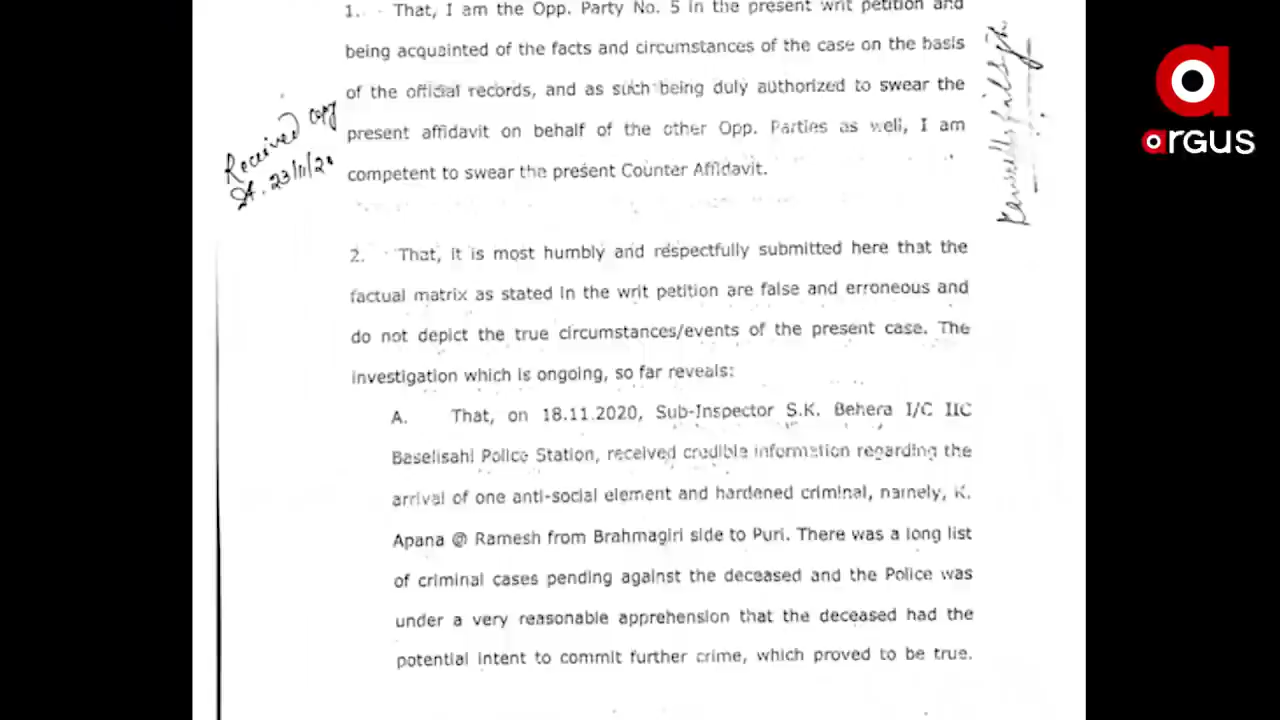 1. That, I am the Opp. Party No. 5 in the present writ petition and
being acquainted of the facts and circumstances of the case on the basis
of the official records, and as such being duly authorized to swear the
present affidavit on behalf of the other Opp. Parties as well, I am
competent to swear the present Counter Affidavit.
Received copy
23/11/20
argus
2. That, it is most humbly and respectfully submitted here that the
factual matrix as stated in the writ petition are false and erroneous and
do not depict the true circumstances/events of the present case. The
investigation which is ongoing, so far reveals:
A. That, on 18.11.2020, Sub-Inspector S.K. Behera I/C IIC
Baselisahi Police Station, received credible information regarding the
arrival of one anti-social element and hardened criminal, namely, K.
Apana @ Ramesh from Brahmagiri side to Puri. There was a long list
of criminal cases pending against the deceased and the Police was
under a very reasonable apprehension that the deceased had the
potential intent to commit further crime, which proved to be true.